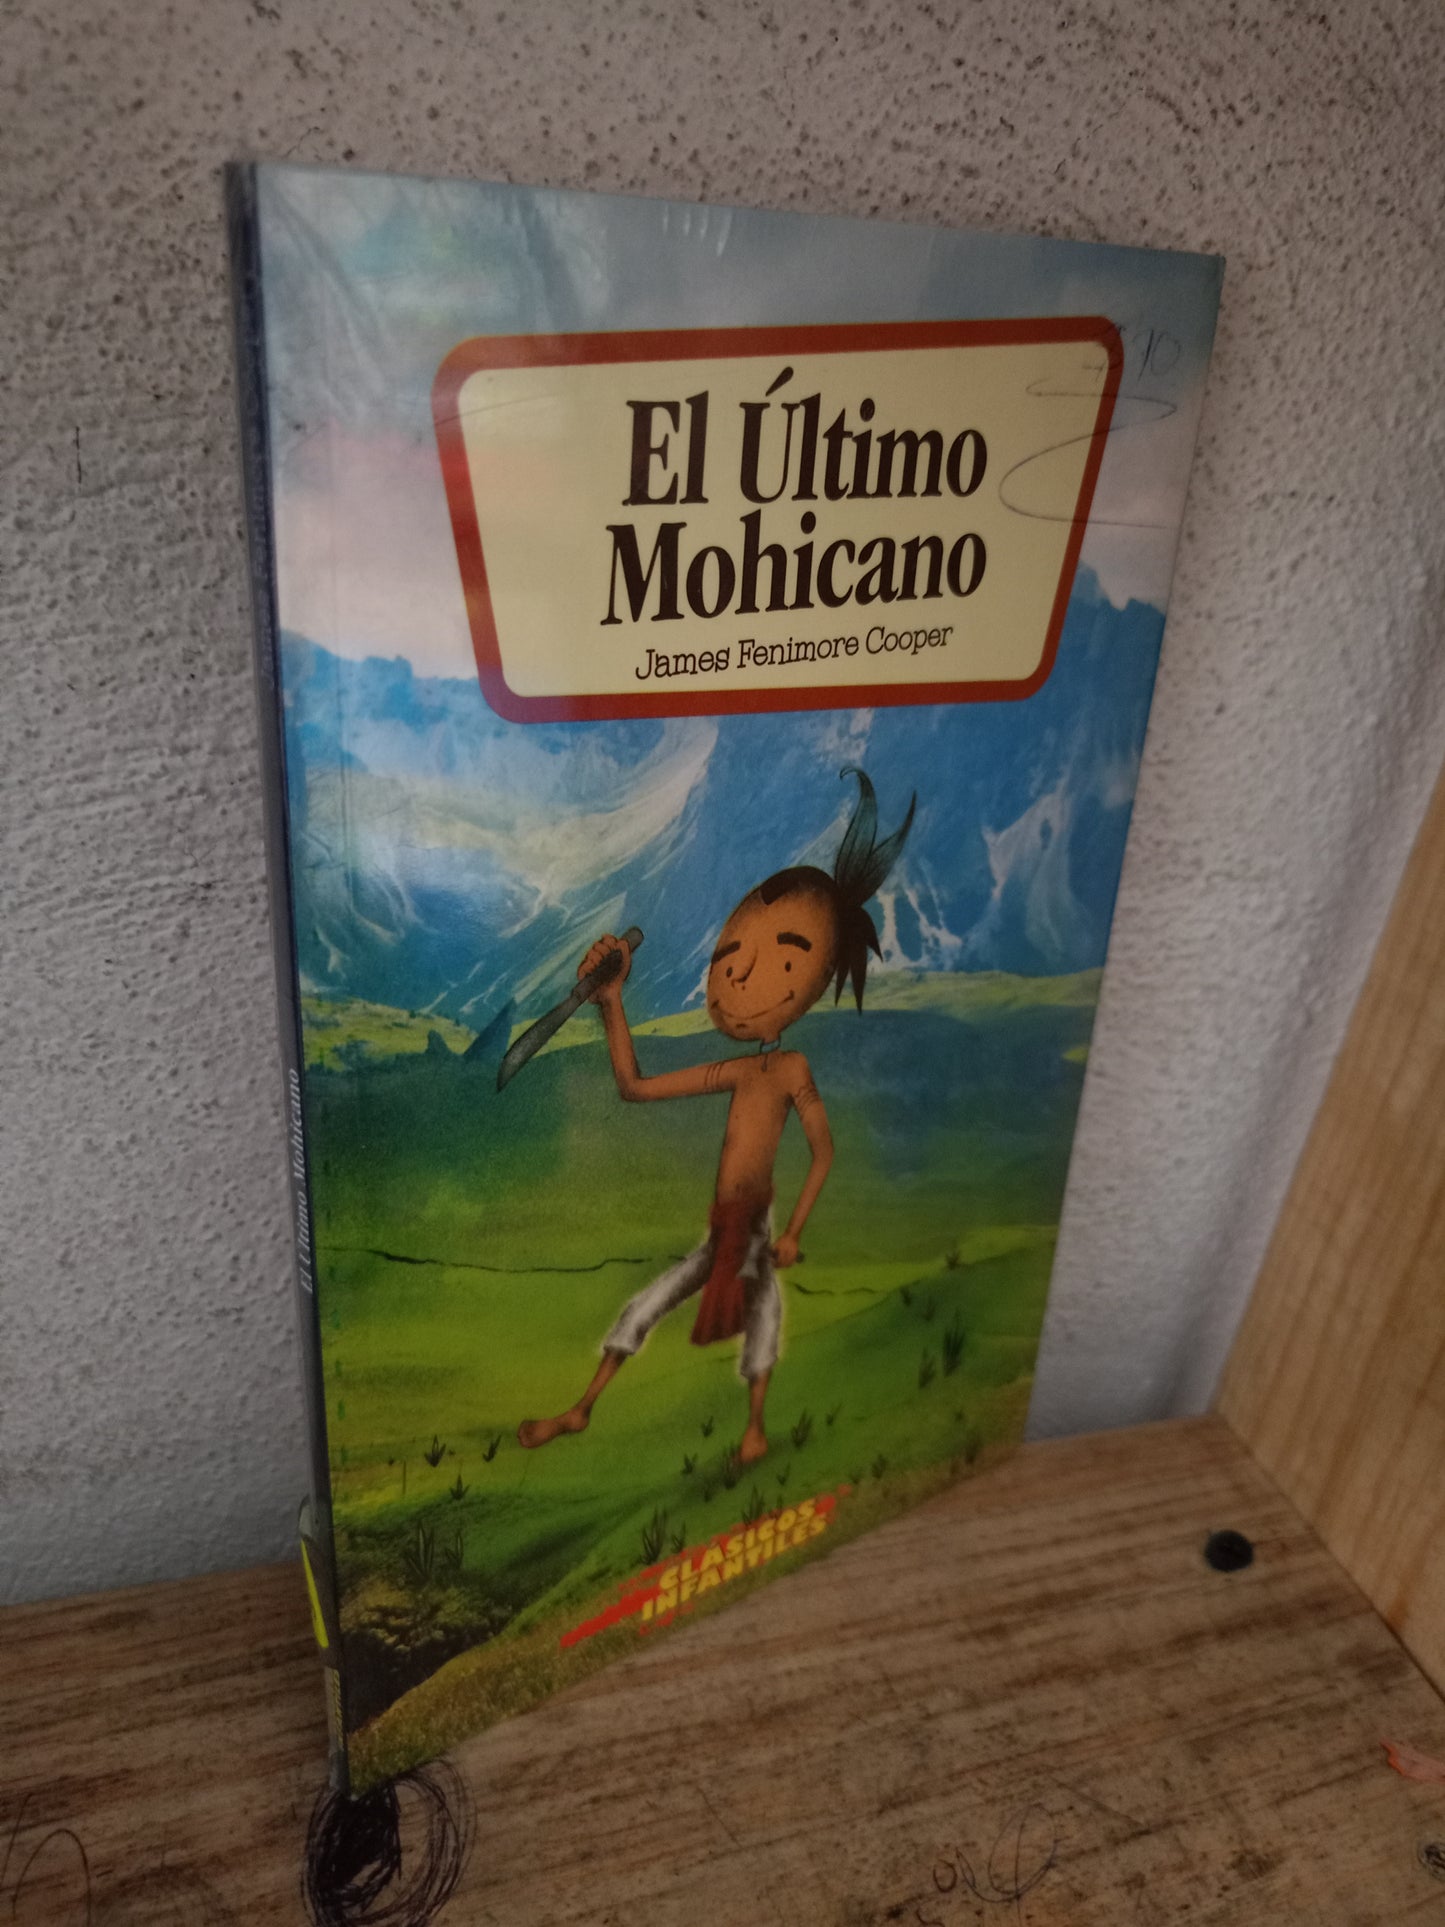 El Último
Mohicano
James Fenimore Cooper
El Último Mohicano
CLÁSICOS
INFANTILES